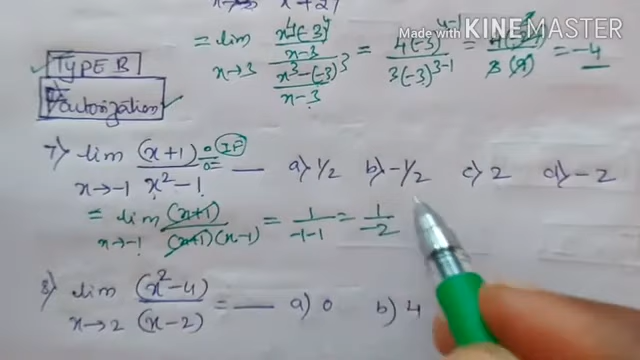 x→-3 x³+27
Made with KINEMASTER
= lim x⁴-(-3)⁴ / x-3 / x³-(-3)³ / x-3 = 4(-3)⁴⁻¹ / 3(-3)³⁻¹ = = -4
x→3
TYPE B
Factorization
7) lim (x+1) / x²-1 0/0 = (IF) — a) 1/2 b) -1/2 c) 2 d) -2
x→-1
= lim (x+1) / (x+1)(x-1) = 1/-1-1 = 1/-2
x→-1
8) lim (x²-4) / (x-2) = — a) 0 b) 4
x→2